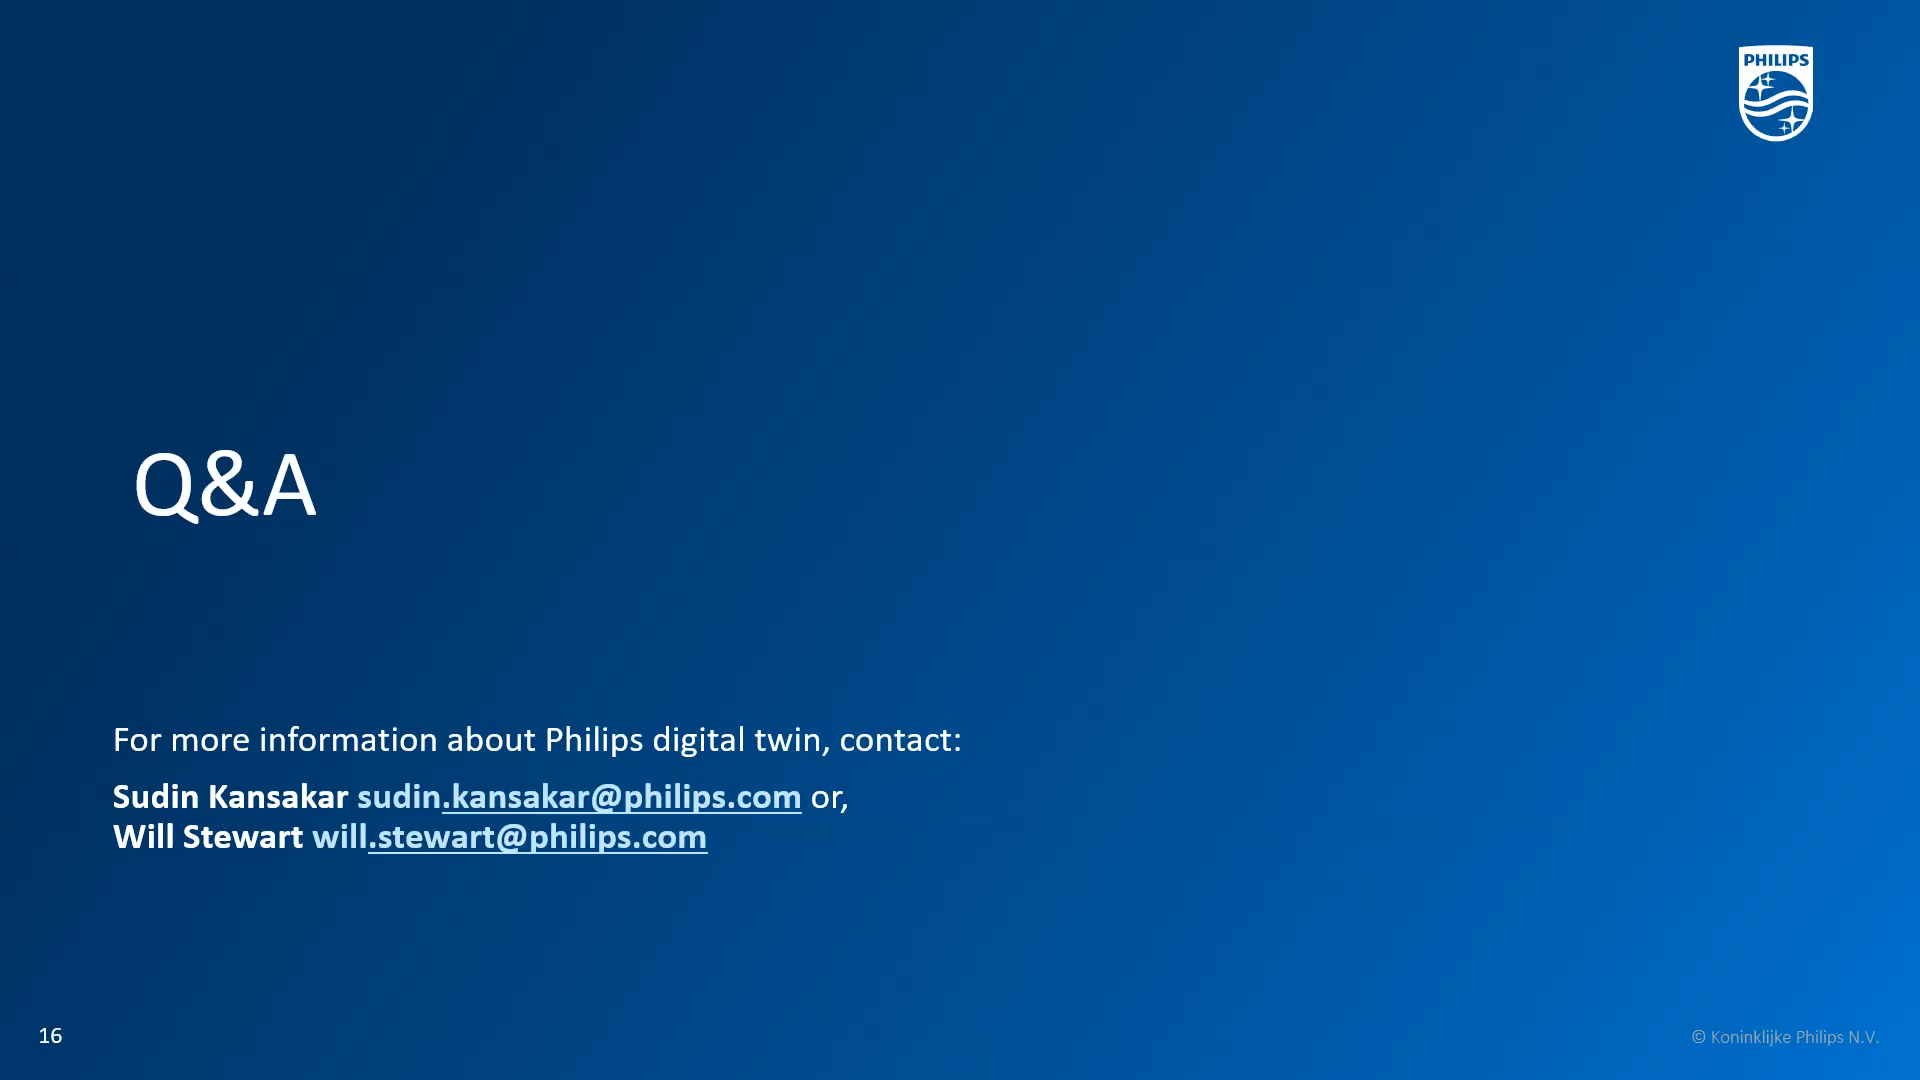 PHILIPS
Q&A
For more information about Philips digital twin, contact:
Sudin Kansakar sudin.kansakar@philips.com or,
Will Stewart will.stewart@philips.com
16
© Koninklijke Philips N.V.